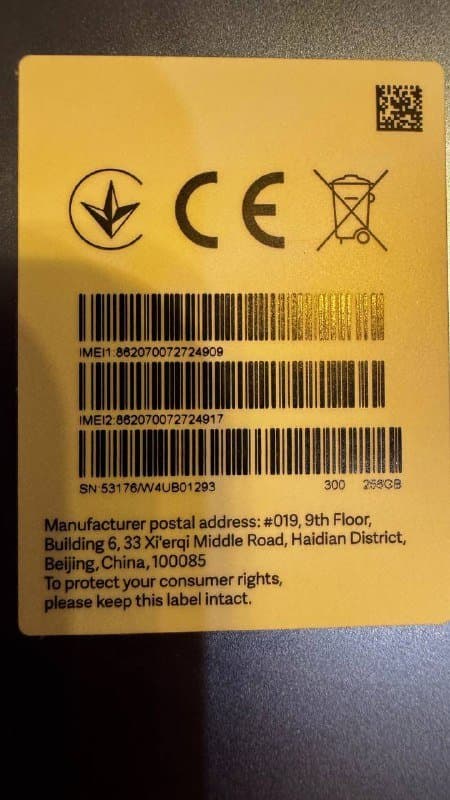 CE
IMEI1:862070072724909
IMEI2:862070072724917
SN:53176/W4UB01293 300 256GB
Manufacturer postal address: #019, 9th Floor,
Building 6, 33 Xi'erqi Middle Road, Haidian District,
Beijing, China, 100085
To protect your consumer rights,
please keep this label intact.